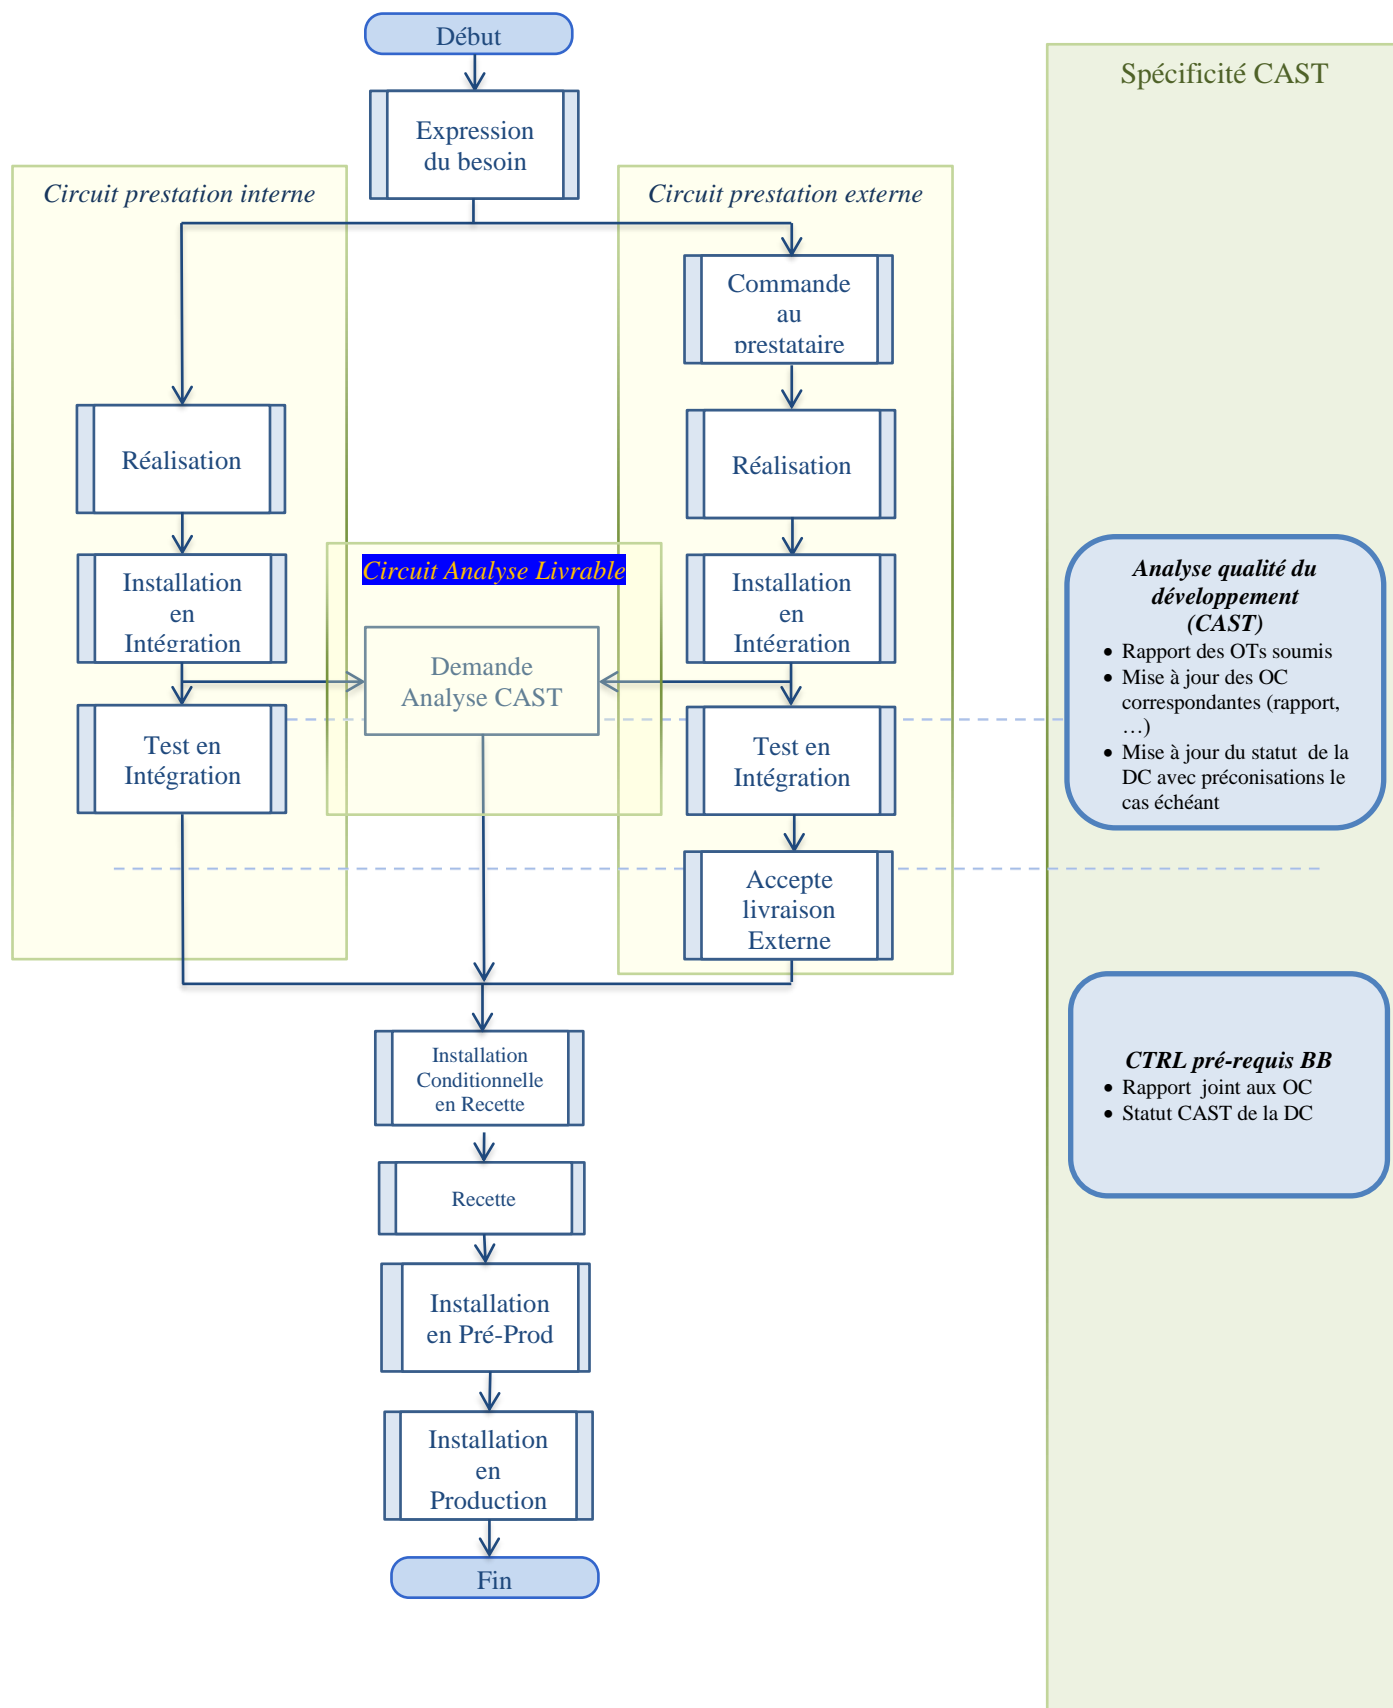 Début
Spécificité CAST
Expression
du besoin
Circuit prestation interne
Circuit prestation externe
Commande
au
prestataire
Réalisation
Réalisation
Circuit Analyse Livrable
Installation
en
Intégration
Installation
en
Intégration
Demande
Analyse CAST
Test en
Intégration
Test en
Intégration
Accepte
livraison
Externe
Analyse qualité du
développement
(CAST)
• Rapport des OTs soumis
• Mise à jour des OC
correspondantes (rapport,
…)
• Mise à jour du statut de la
DC avec préconisations le
cas échéant
CTRL pré-requis BB
• Rapport joint aux OC
• Statut CAST de la DC
Installation
Conditionnelle
en Recette
Recette
Installation
en Pré-Prod
Installation
en
Production
Fin